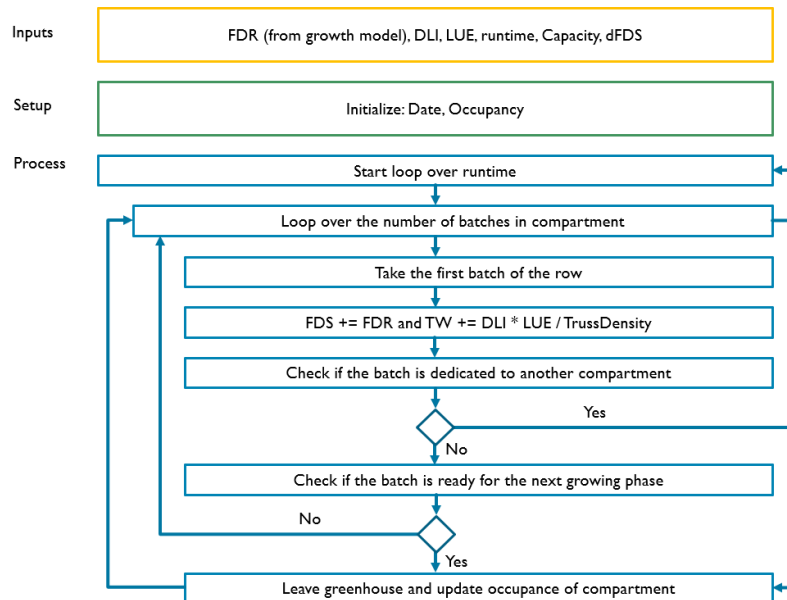 Inputs
FDR (from growth model), DLI, LUE, runtime, Capacity, dFDS
Setup
Initialize: Date, Occupancy
Process
Start loop over runtime
Loop over the number of batches in compartment
Take the first batch of the row
FDS += FDR and TW += DLI * LUE / TrussDensity
Check if the batch is dedicated to another compartment
Yes
No
Check if the batch is ready for the next growing phase
No
Yes
Leave greenhouse and update occupance of compartment